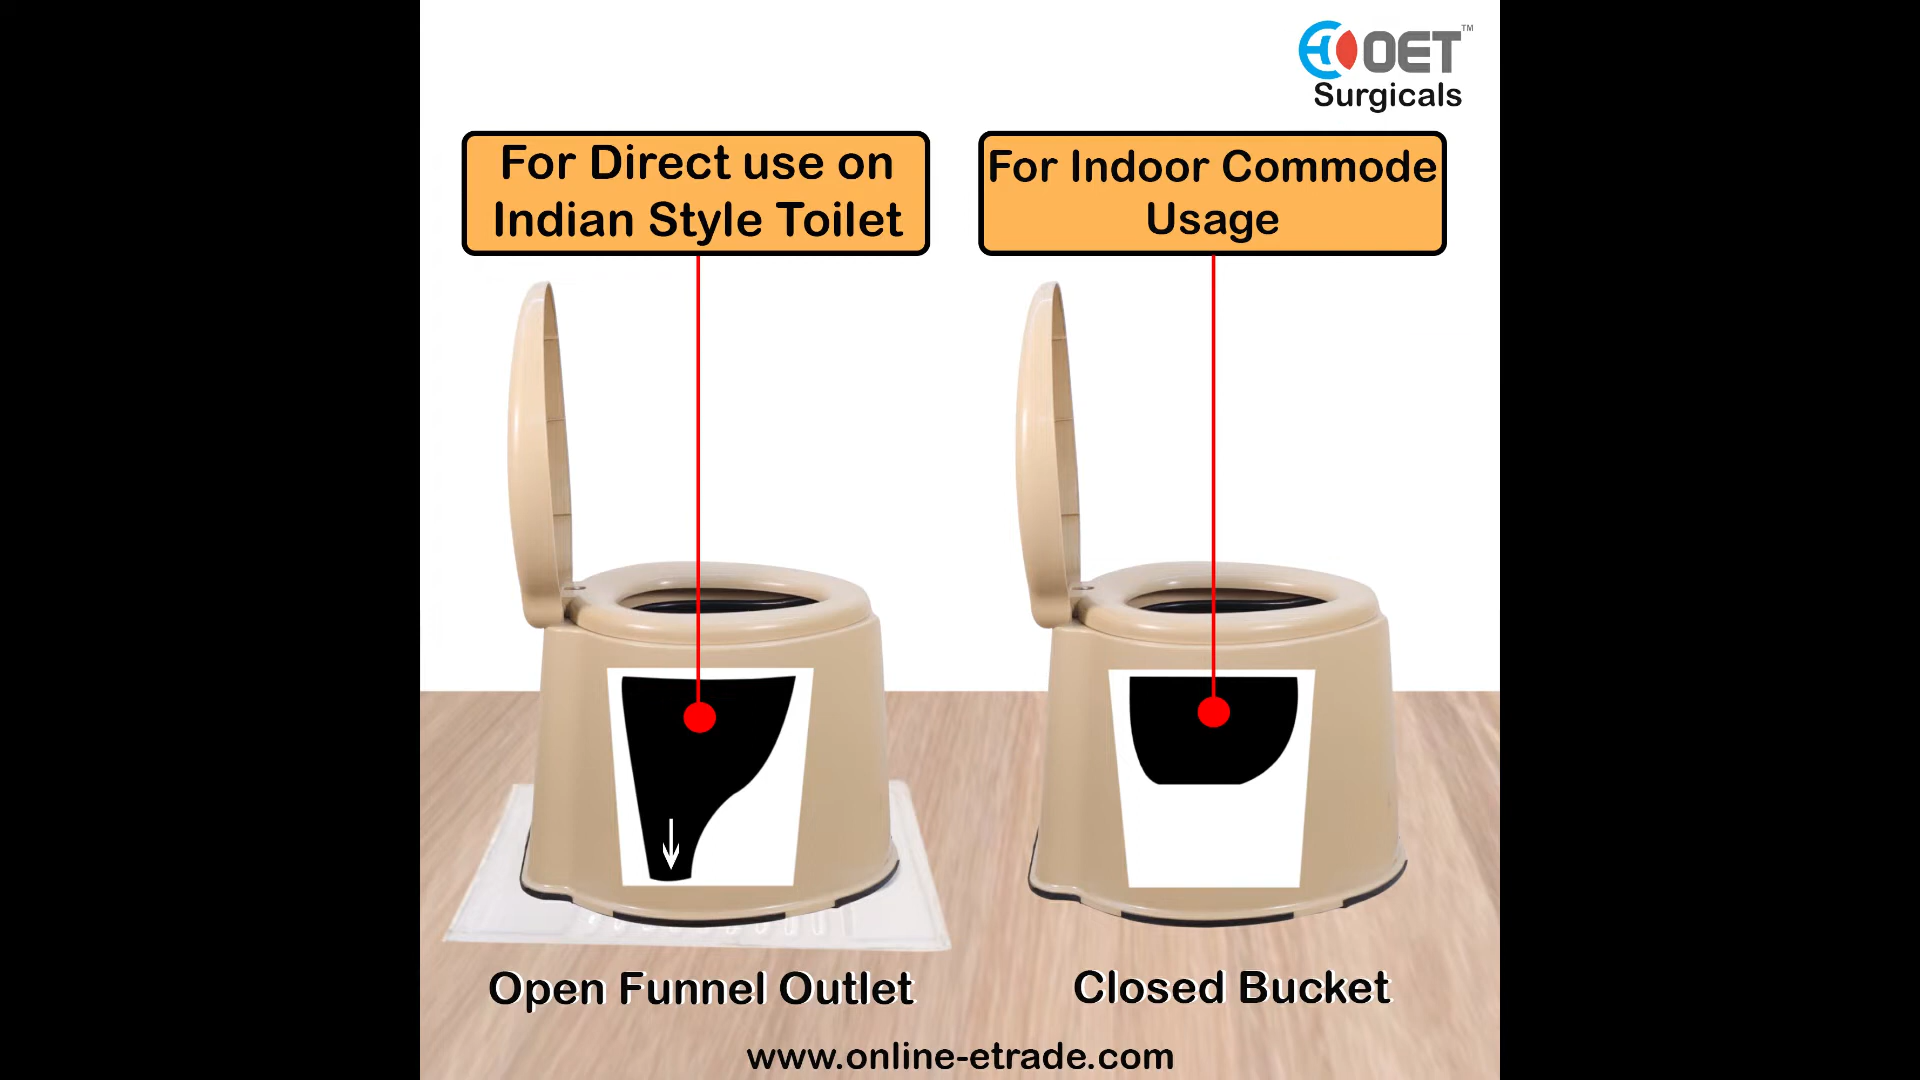 OET™
Surgicals
For Direct use on
Indian Style Toilet
For Indoor Commode
Usage
Open Funnel Outlet
Closed Bucket
www.online-etrade.com